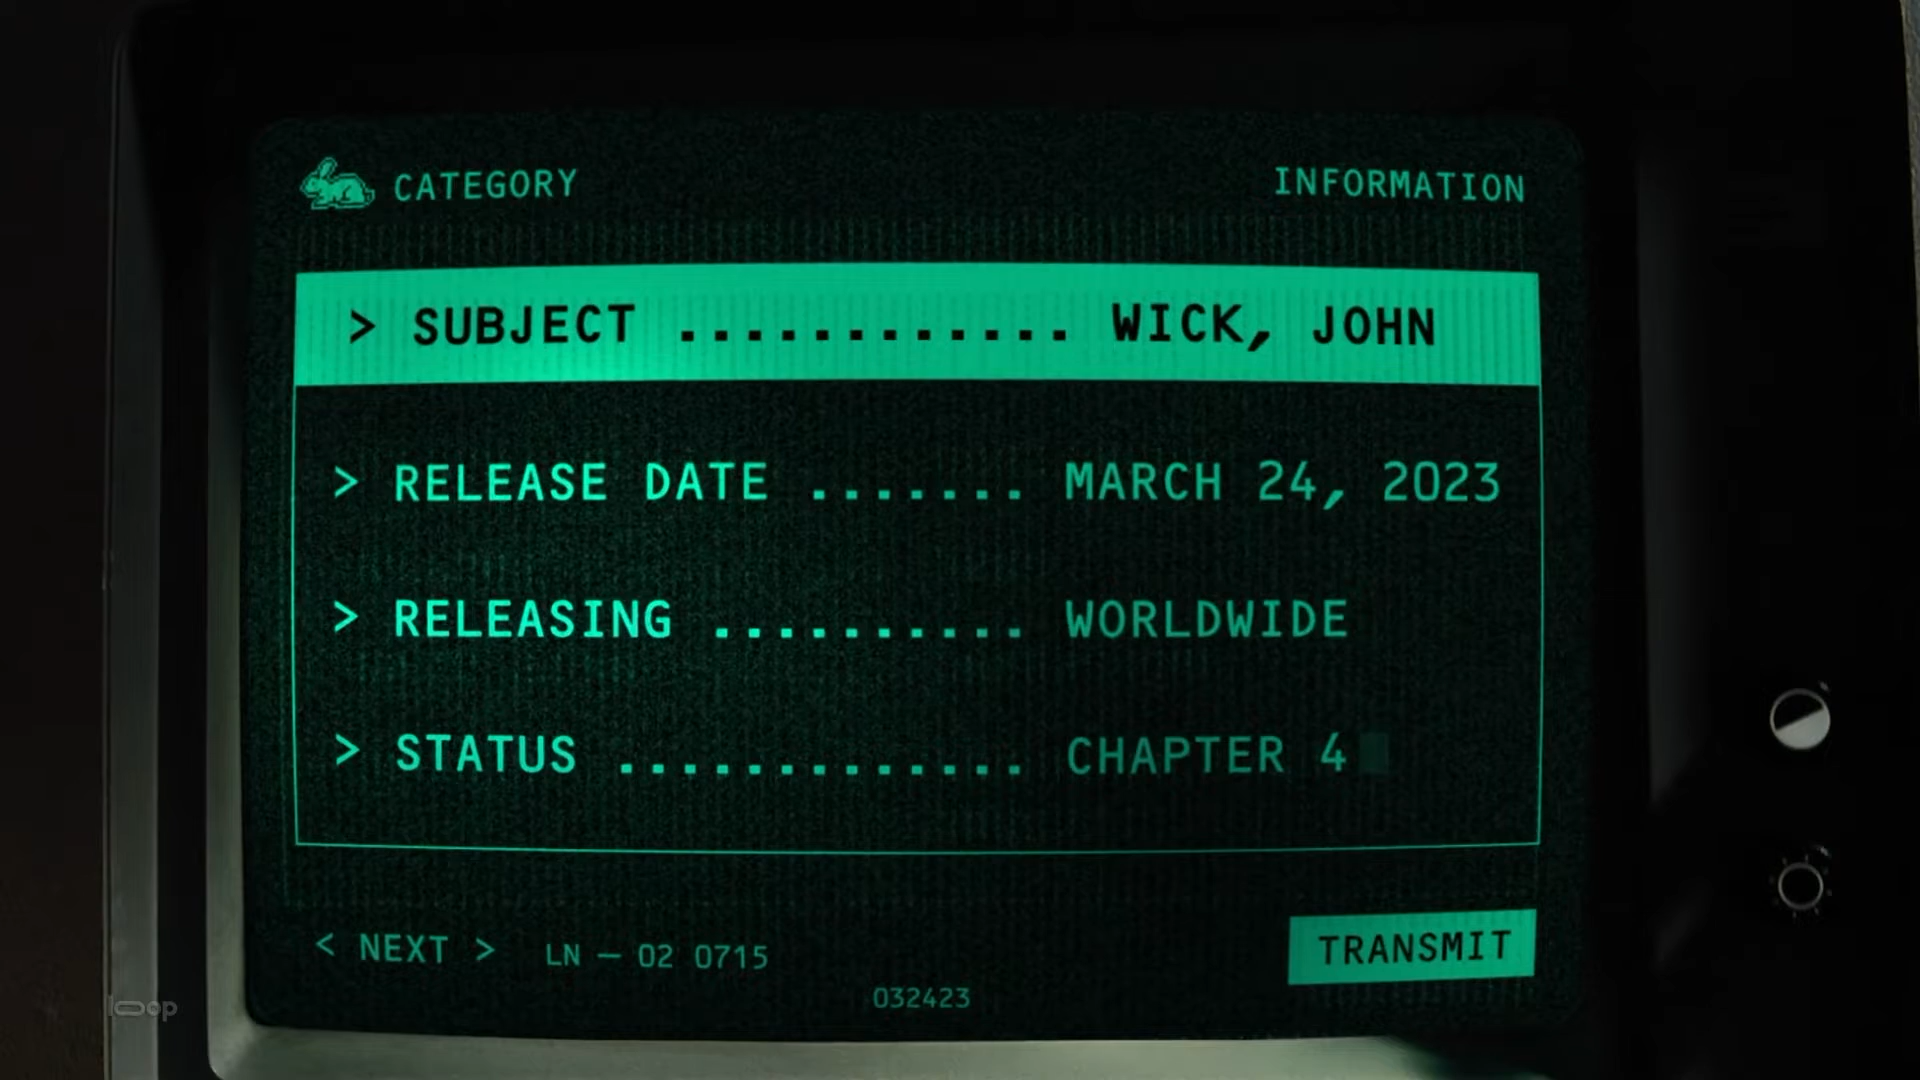 CATEGORY
INFORMATION
> SUBJECT ............ WICK, JOHN
> RELEASE DATE ....... MARCH 24, 2023
> RELEASING .......... WORLDWIDE
> STATUS ............. CHAPTER 4
< NEXT >
LN — 02 0715
TRANSMIT
032423
loop